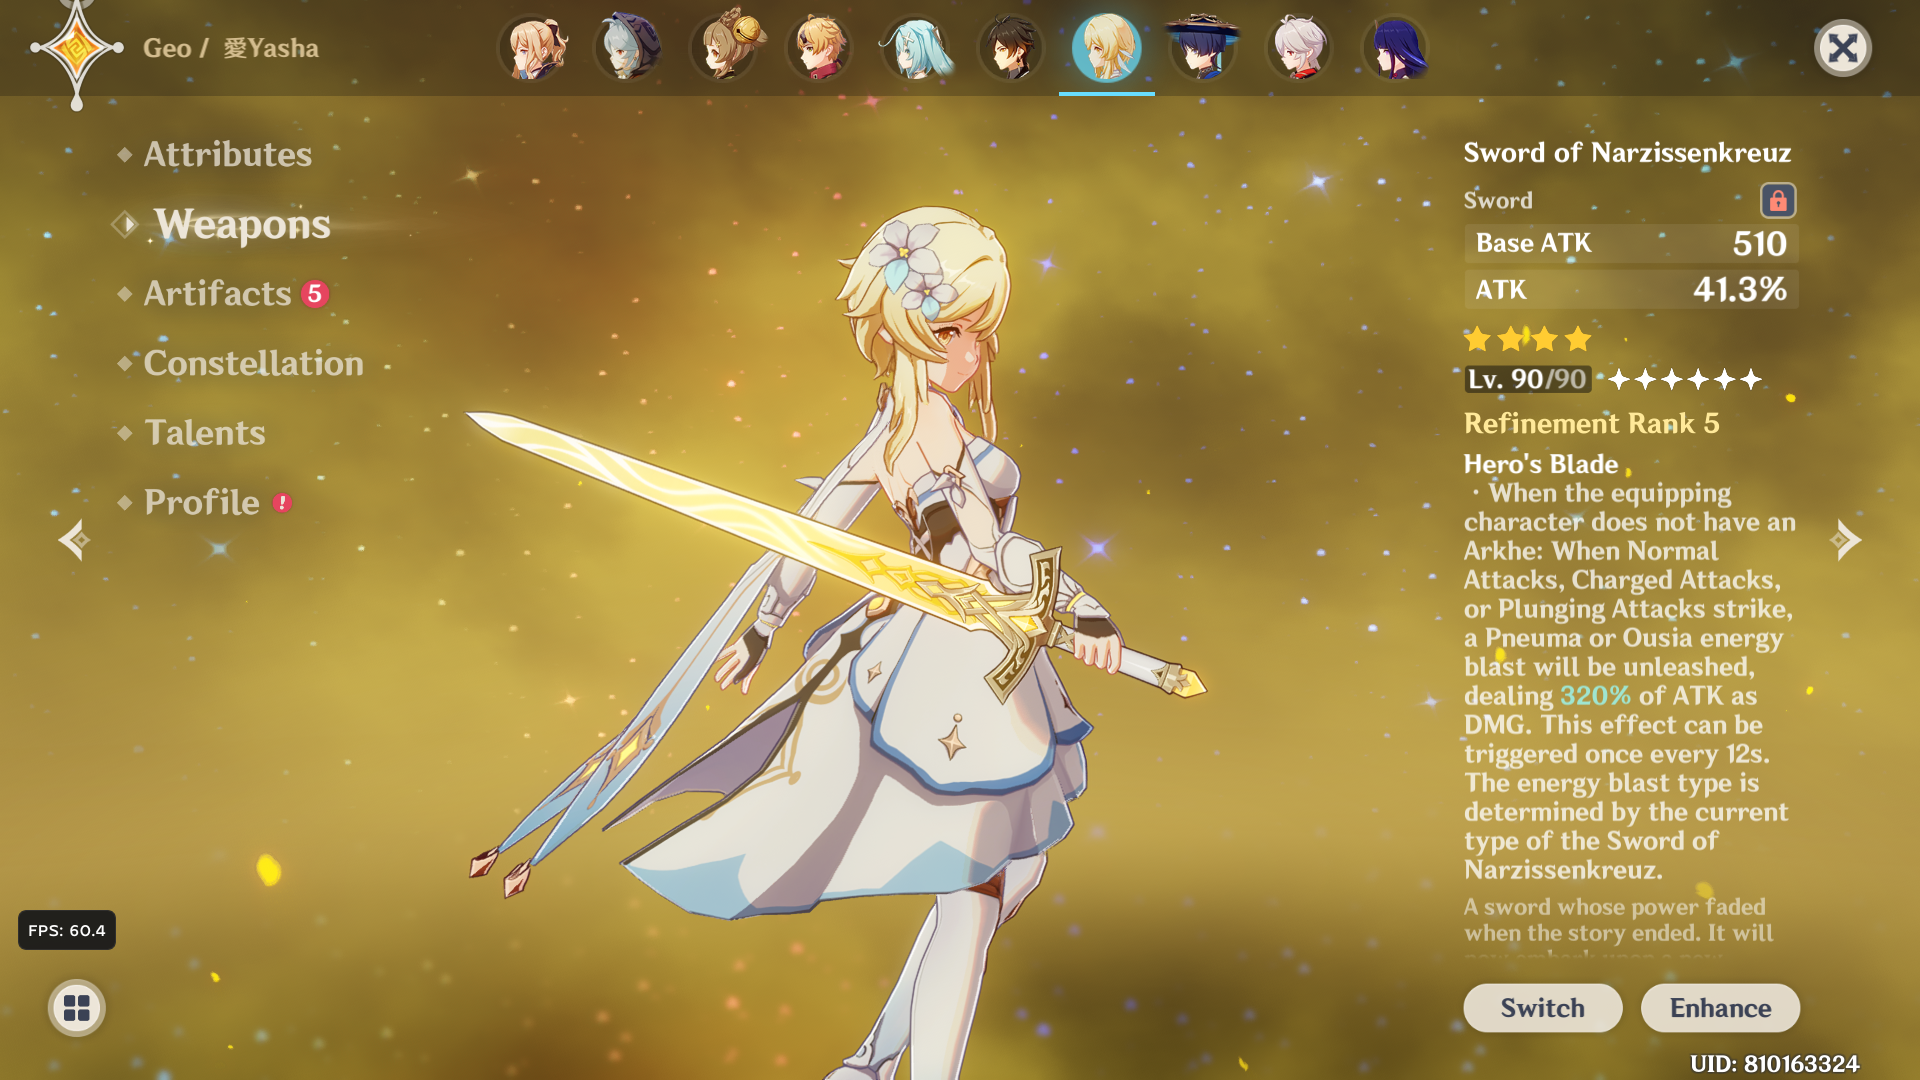 Geo / 愛Yasha
Attributes
Weapons
Artifacts 5
Constellation
Talents
Profile !
Sword of Narzissenkreuz
Sword
Base ATK 510
ATK 41.3%
Lv. 90/90
Refinement Rank 5
Hero's Blade
· When the equipping
character does not have an
Arkhe: When Normal
Attacks, Charged Attacks,
or Plunging Attacks strike,
a Pneuma or Ousia energy
blast will be unleashed,
dealing 320% of ATK as
DMG. This effect can be
triggered once every 12s.
The energy blast type is
determined by the current
type of the Sword of
Narzissenkreuz.
A sword whose power faded
when the story ended. It will
FPS: 60.4
Switch
Enhance
UID: 810163324